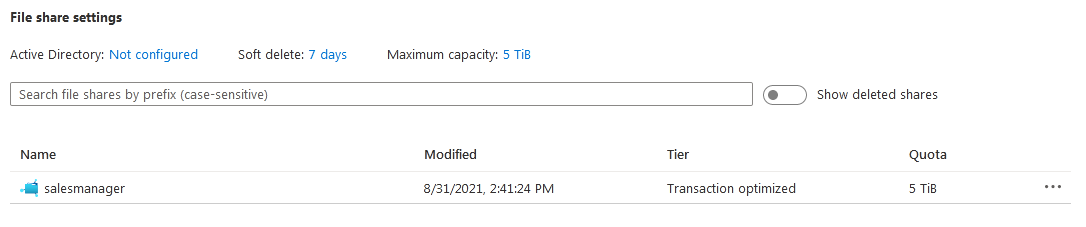 File share settings
Active Directory: Not configured Soft delete: 7 days Maximum capacity: 5 TiB
Search file shares by prefix (case-sensitive) Show deleted shares
Name Modified Tier Quota
salesmanager 8/31/2021, 2:41:24 PM Transaction optimized 5 TiB ...